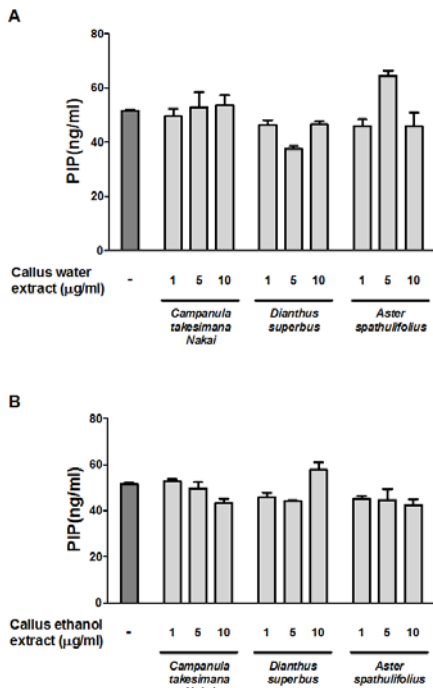 A
80
60
40
20
0
PIP(ng/ml)
Callus water
extract (μg/ml)
- 1 5 10 1 5 10 1 5 10
Campanula
takesimana
Nakai
Dianthus
superbus
Aster
spathulifolius
B
80
60
40
20
0
PIP(ng/ml)
Callus ethanol
extract (μg/ml)
- 1 5 10 1 5 10 1 5 10
Campanula
takesimana
Dianthus
superbus
Aster
spathulifolius